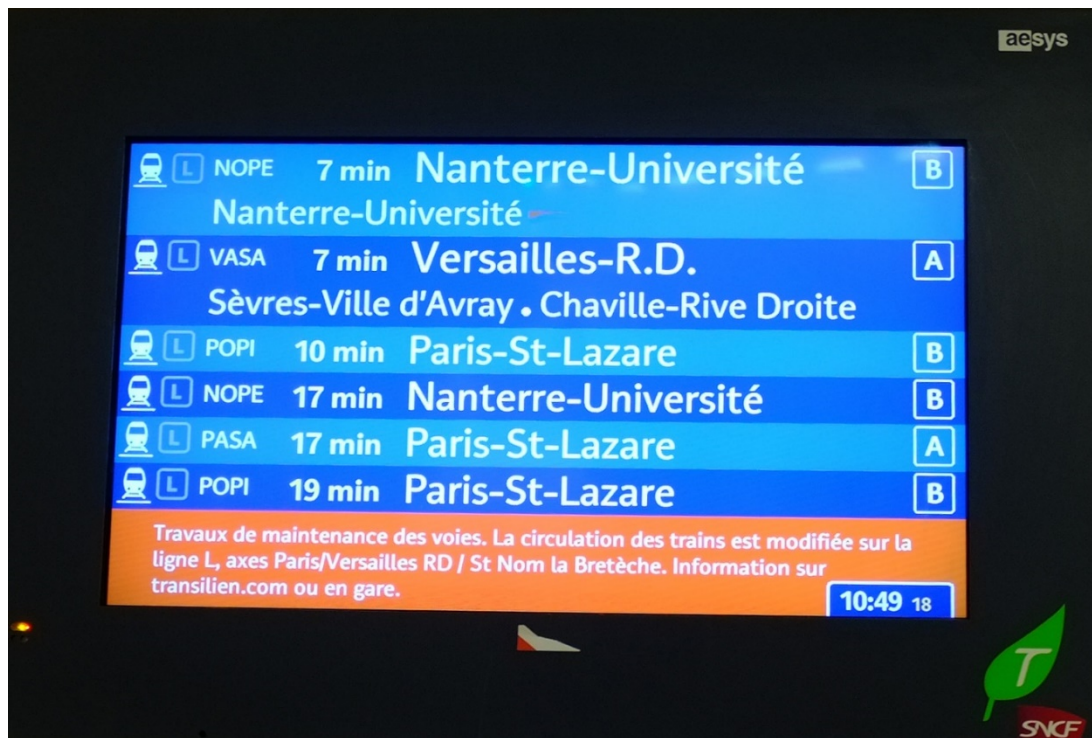 aesys
L NOPE 7 min Nanterre-Université B
Nanterre-Université
L VASA 7 min Versailles-R.D. A
Sèvres-Ville d'Avray . Chaville-Rive Droite
L POPI 10 min Paris-St-Lazare B
L NOPE 17 min Nanterre-Université B
L PASA 17 min Paris-St-Lazare A
L POPI 19 min Paris-St-Lazare B
Travaux de maintenance des voies. La circulation des trains est modifiée sur la
ligne L, axes Paris/Versailles RD / St Nom la Bretèche. Information sur
transilien.com ou en gare.
10:49 18
T
SNCF